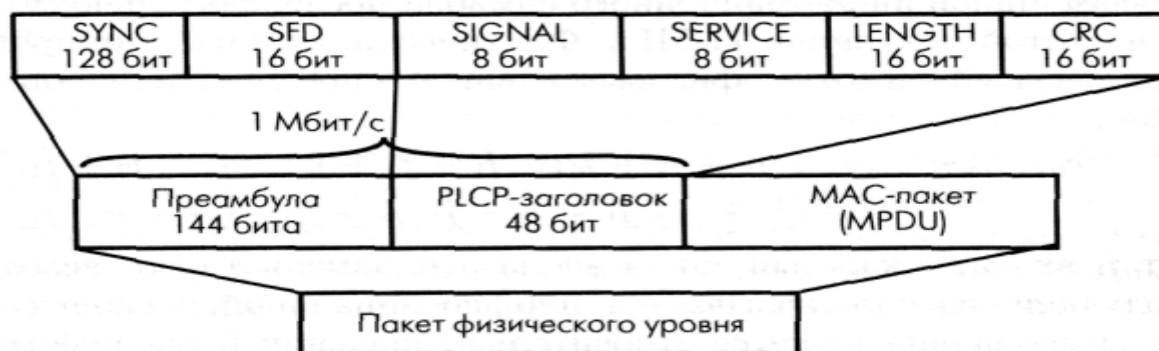 SYNC SFD SIGNAL SERVICE LENGTH CRC
128 бит 16 бит 8 бит 8 бит 16 бит 16 бит
1 Мбит/с
Преамбула PLCP-заголовок MAC-пакет
144 бита 48 бит (MPDU)
Пакет физического уровня